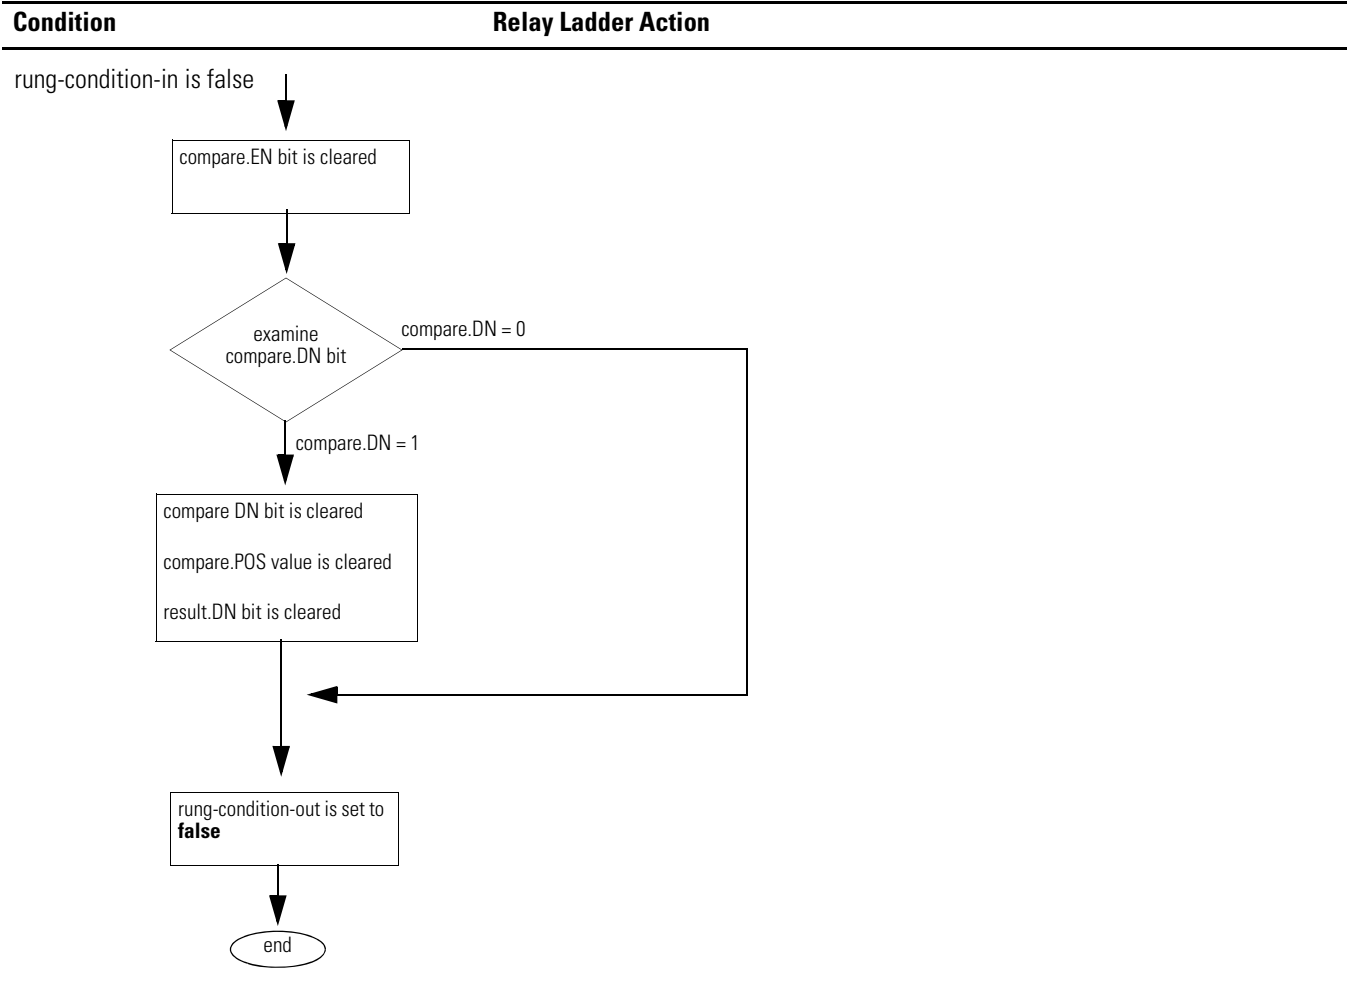 Condition Relay Ladder Action
rung-condition-in is false
compare.EN bit is cleared
examine
compare.DN bit
compare.DN = 0
compare.DN = 1
compare DN bit is cleared
compare.POS value is cleared
result.DN bit is cleared
rung-condition-out is set to
false
end